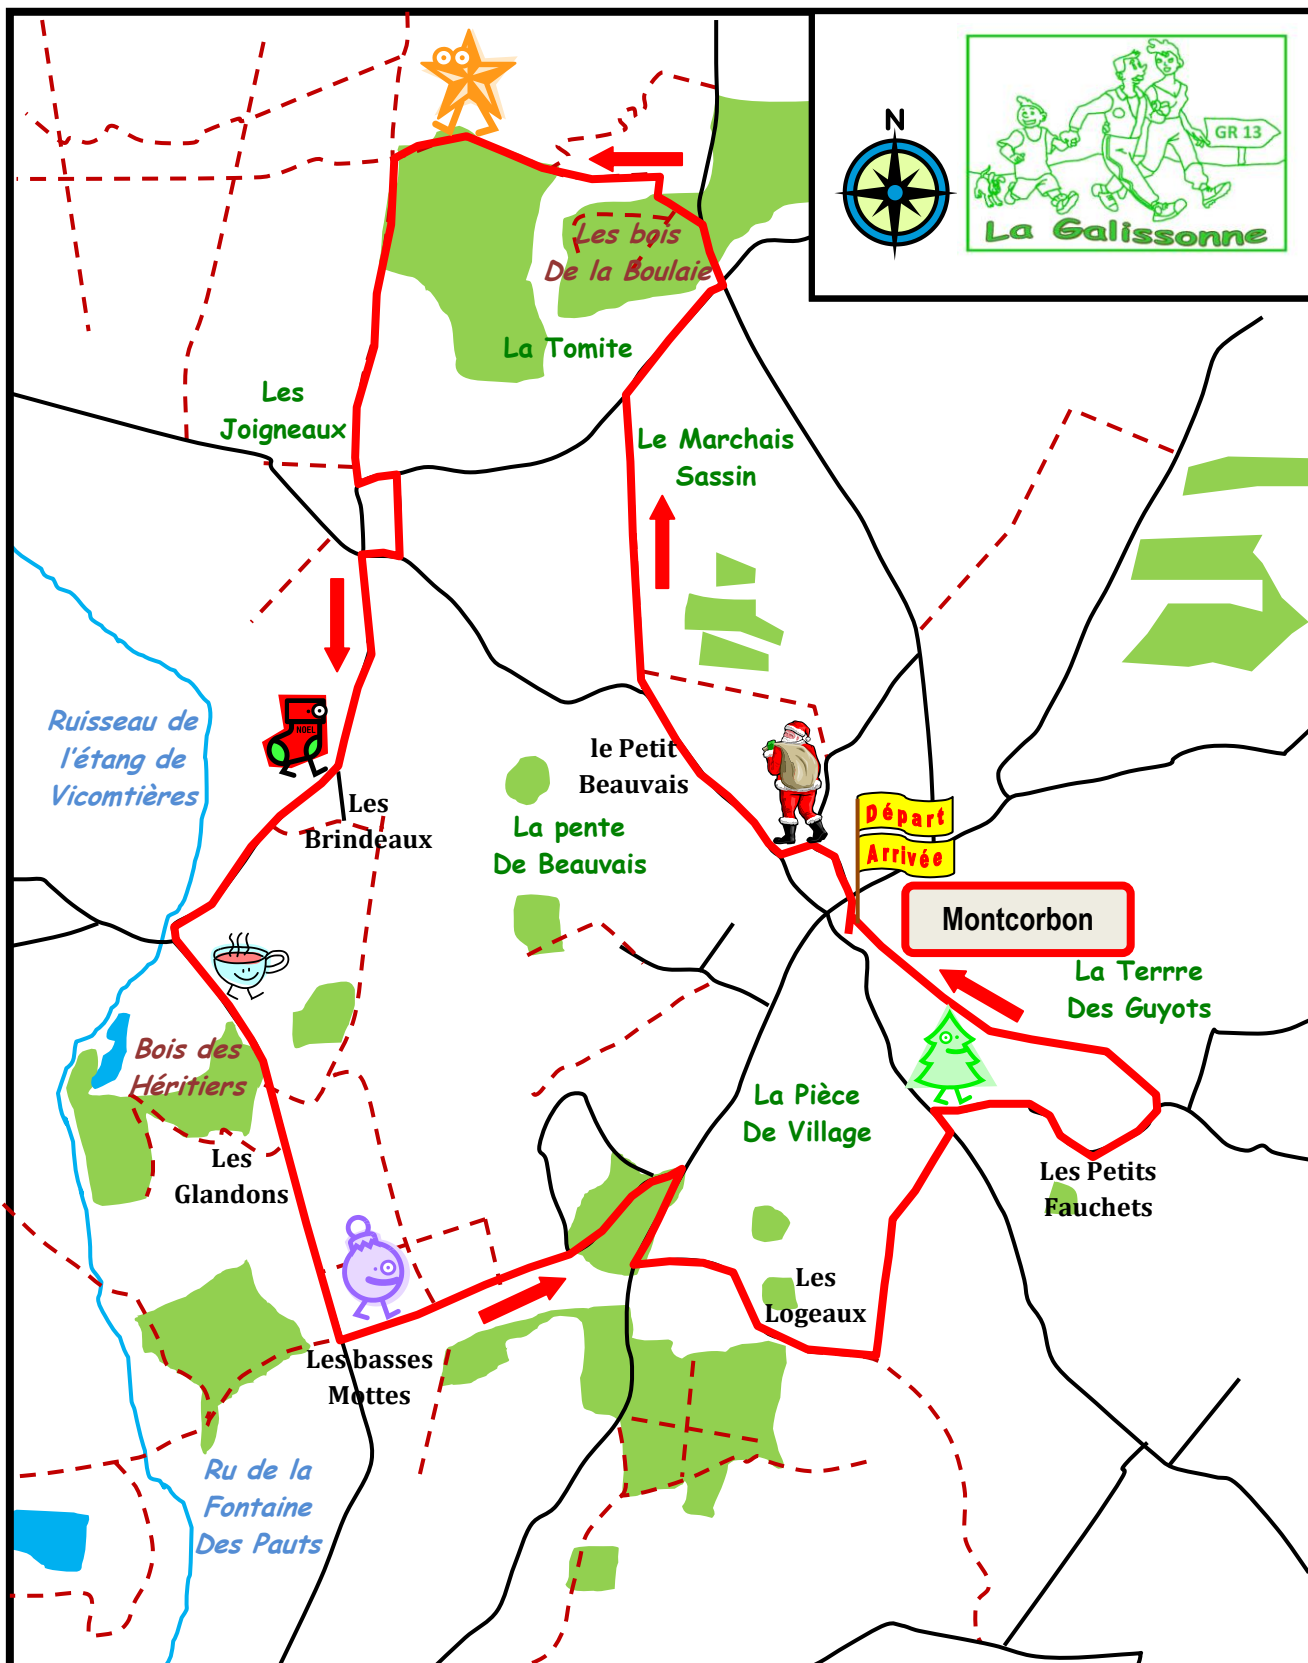 N
GR 13
La Galissonne
Les bois
De la Boulaie
La Tomite
Les
Joigneaux
Le Marchais
Sassin
Ruisseau de
l'étang de
Vicomtières
NOEL
le Petit
Beauvais
Les
Brindeaux
La pente
De Beauvais
Départ
Arrivée
Montcorbon
La Terrre
Des Guyots
Bois des
Héritiers
La Pièce
De Village
Les
Glandons
Les Petits
Fauchets
Les
Logeaux
Les basses
Mottes
Ru de la
Fontaine
Des Pauts